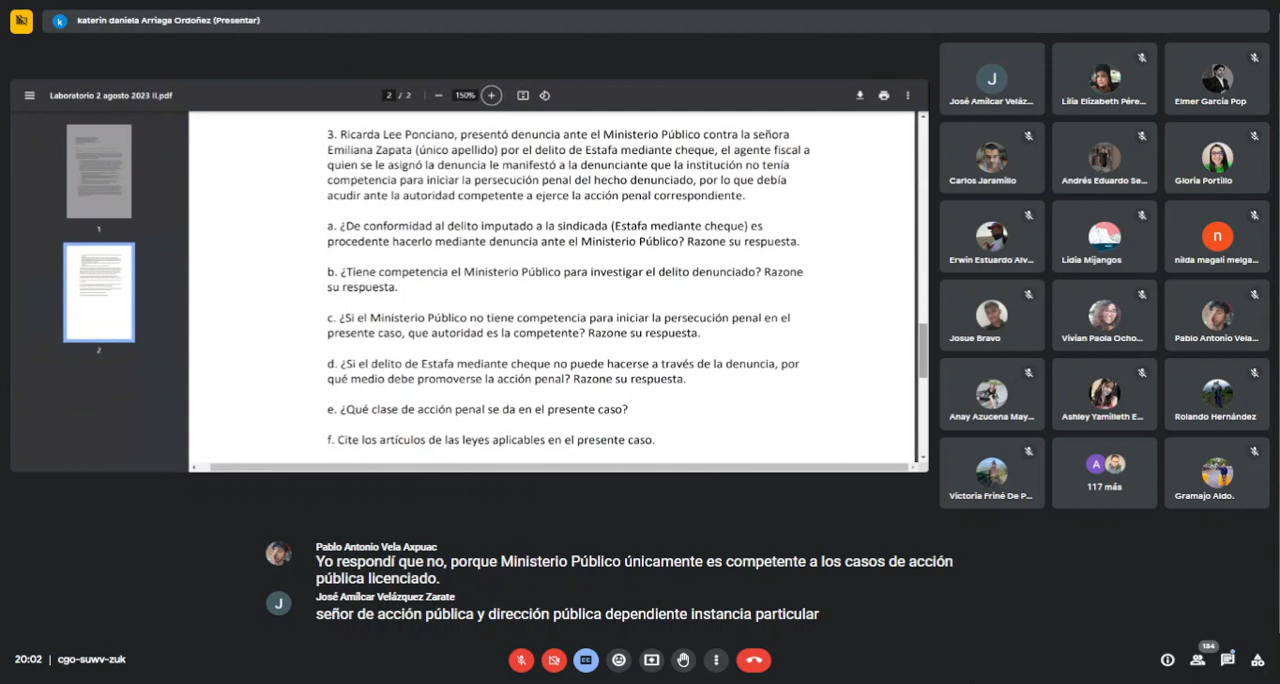 k katerin daniela Arriaga Ordoñez (Presentar)
Laboratorio 2 agosto 2023 II.pdf
2 / 2
150%
1
2
3. Ricarda Lee Ponciano, presentó denuncia ante el Ministerio Público contra la señora
Emiliana Zapata (único apellido) por el delito de Estafa mediante cheque, el agente fiscal a
quien se le asignó la denuncia le manifestó a la denunciante que la institución no tenía
competencia para iniciar la persecución penal del hecho denunciado, por lo que debía
acudir ante la autoridad competente a ejerce la acción penal correspondiente.
a. ¿De conformidad al delito imputado a la sindicada (Estafa mediante cheque) es
procedente hacerlo mediante denuncia ante el Ministerio Público? Razone su respuesta.
b. ¿Tiene competencia el Ministerio Público para investigar el delito denunciado? Razone
su respuesta.
c. ¿Si el Ministerio Público no tiene competencia para iniciar la persecución penal en el
presente caso, que autoridad es la competente? Razone su respuesta.
d. ¿Si el delito de Estafa mediante cheque no puede hacerse a través de la denuncia, por
qué medio debe promoverse la acción penal? Razone su respuesta.
e. ¿Qué clase de acción penal se da en el presente caso?
f. Cite los artículos de las leyes aplicables en el presente caso.
J
José Amílcar Veláz...
Lilia Elizabeth Pére...
Elmer García Pop
Carlos Jaramillo
Andrés Eduardo Se...
Gloria Portillo
Erwin Estuardo Alv...
Lidia Mijangos
n
nilda magalí melga...
Josue Bravo
Vivian Paola Ocho...
Pablo Antonio Vela...
Anay Azucena May...
Ashley Yamilleth E...
Rolando Hernández
Victoria Friné De P...
A
117 más
Gramajo Aldo.
Pablo Antonio Vela Axpuac
Yo respondí que no, porque Ministerio Público únicamente es competente a los casos de acción
pública licenciado.
J
José Amílcar Velázquez Zarate
señor de acción pública y dirección pública dependiente instancia particular
20:02 | cgo-suwv-zuk
CC
134